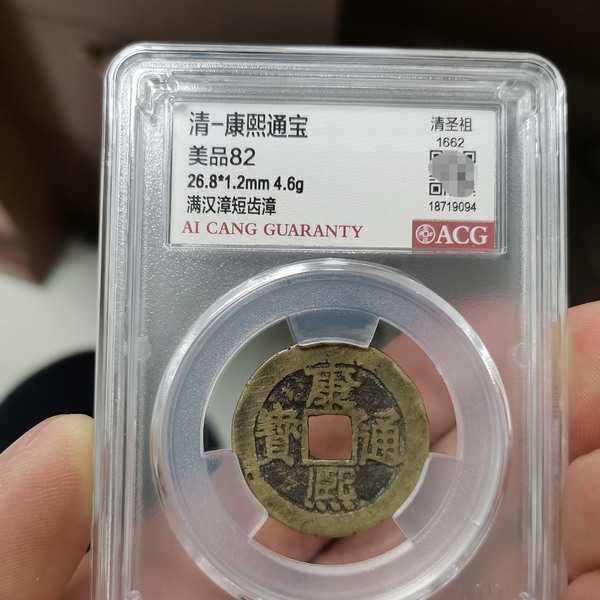 清-康熙通宝
美品82
26.8*1.2mm 4.6g
满汉漳短齿漳
AI CANG GUARANTY
清圣祖
1662
18719094
ACG
康熙通寶